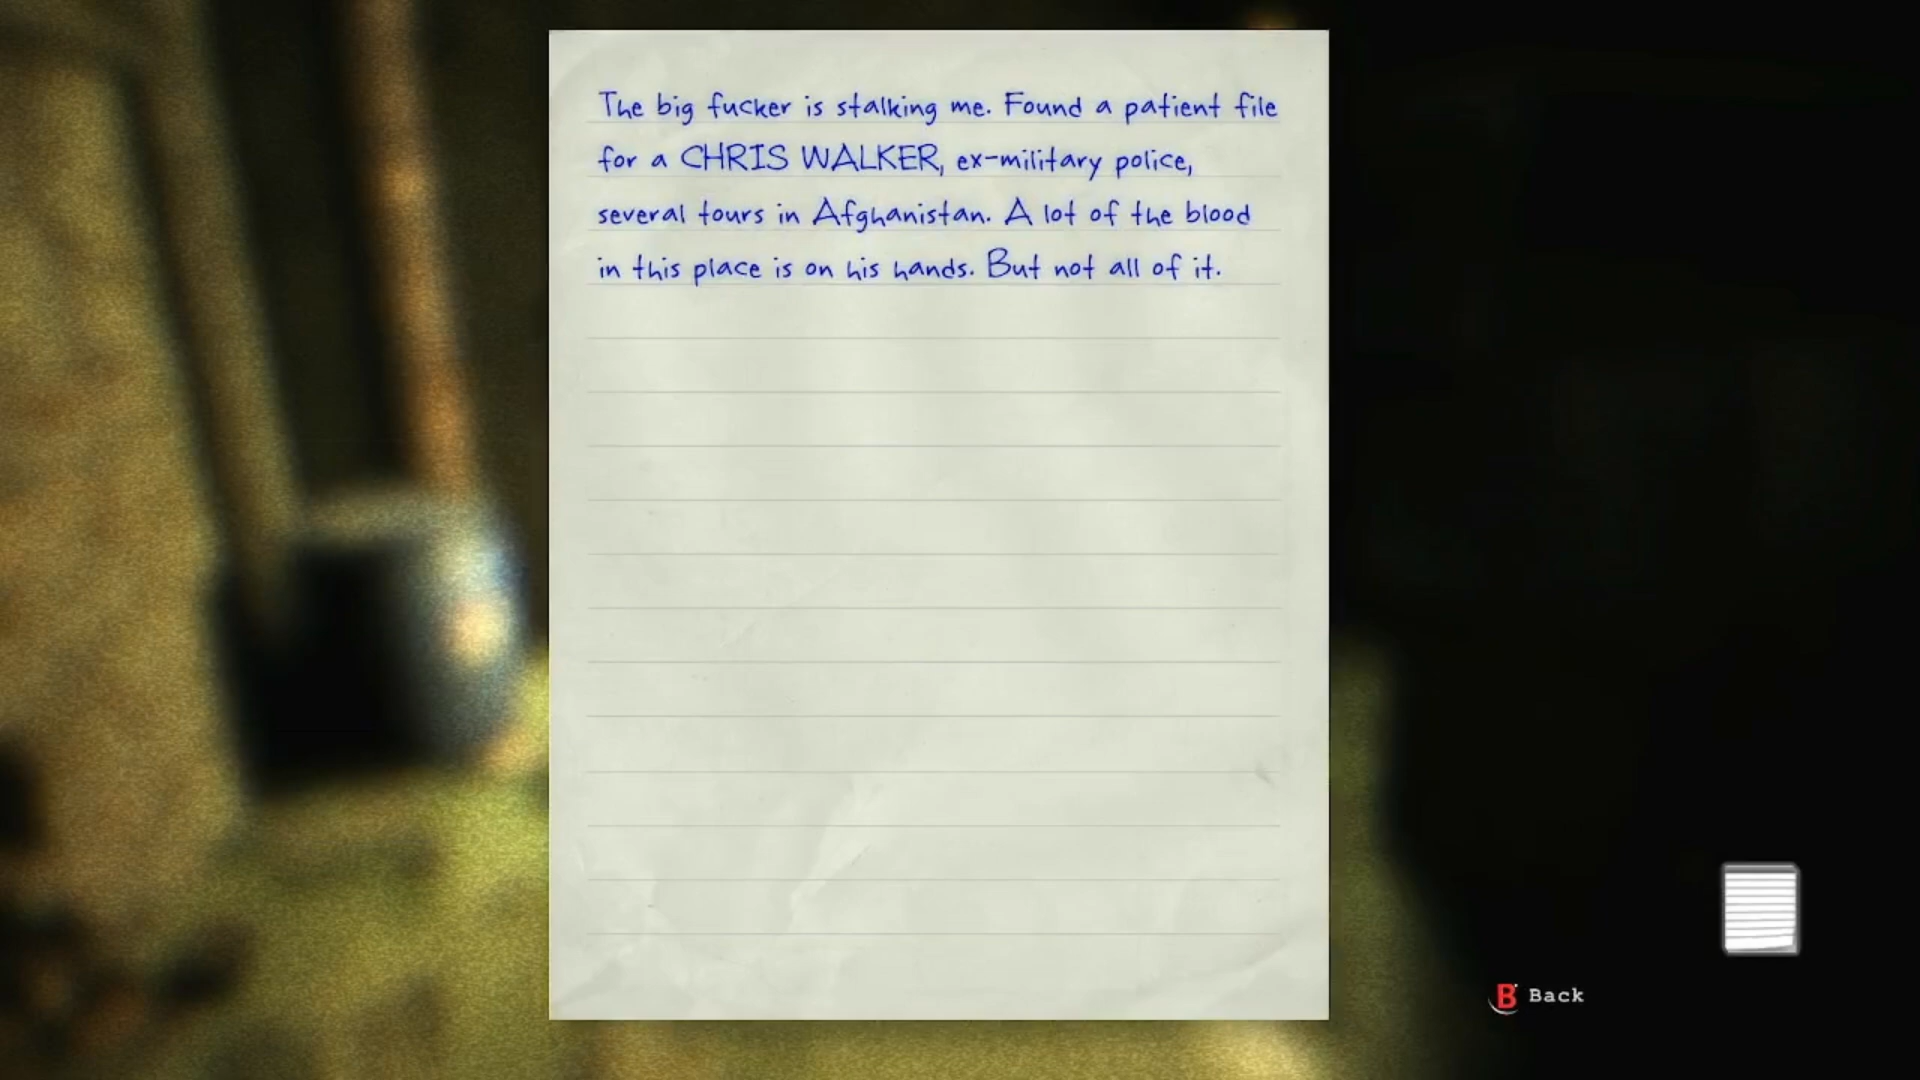 The big fucker is stalking me. Found a patient file
for a CHRIS WALKER, ex-military police,
several tours in Afghanistan. A lot of the blood
in this place is on his hands. But not all of it.
B Back